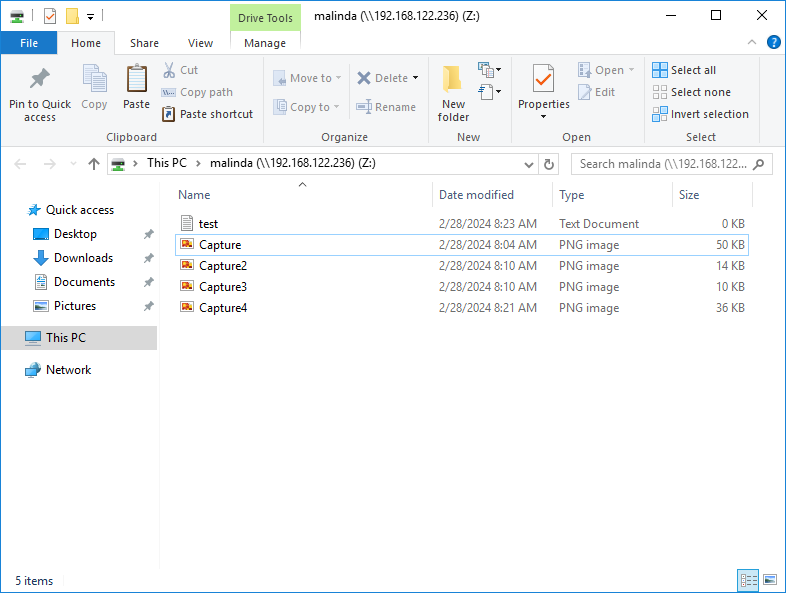 Drive Tools malinda (\\192.168.122.236) (Z:)
File Home Share View Manage
Pin to Quick access
Copy
Paste
Cut
Copy path
Paste shortcut
Clipboard
Move to
Copy to
Delete
Rename
Organize
New folder
New
Properties
Open
Edit
Open
Select all
Select none
Invert selection
Select
This PC malinda (\\192.168.122.236) (Z:) Search malinda (\\192.168.122...
Quick access
Desktop
Downloads
Documents
Pictures
This PC
Network
Name Date modified Type Size
test 2/28/2024 8:23 AM Text Document 0 KB
Capture 2/28/2024 8:04 AM PNG image 50 KB
Capture2 2/28/2024 8:10 AM PNG image 14 KB
Capture3 2/28/2024 8:10 AM PNG image 10 KB
Capture4 2/28/2024 8:21 AM PNG image 36 KB
5 items